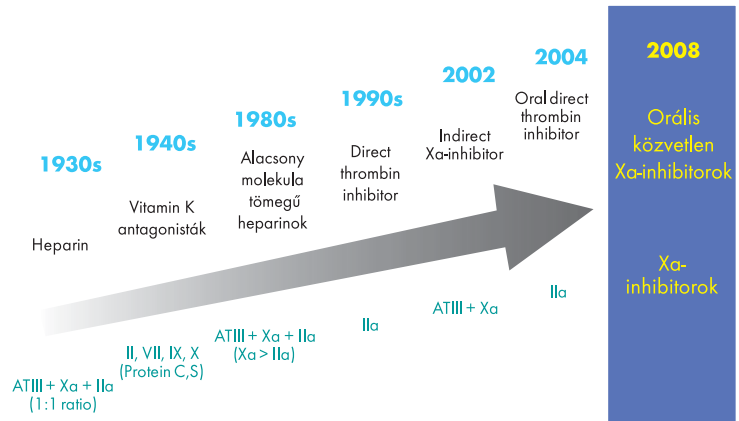 1930s
Heparin
ATIII + Xa + IIa
(1:1 ratio)
1940s
Vitamin K
antagonisták
II, VII, IX, X
(Protein C,S)
1980s
Alacsony
molekula
tömegű
heparinok
ATIII + Xa + IIa
(Xa > IIa)
1990s
Direct
thrombin
inhibitor
IIa
2002
Indirect
Xa-inhibitor
ATIII + Xa
2004
Oral direct
thrombin
inhibitor
IIa
2008
Orális
közvetlen
Xa-inhibitorok
Xa-
inhibitorok